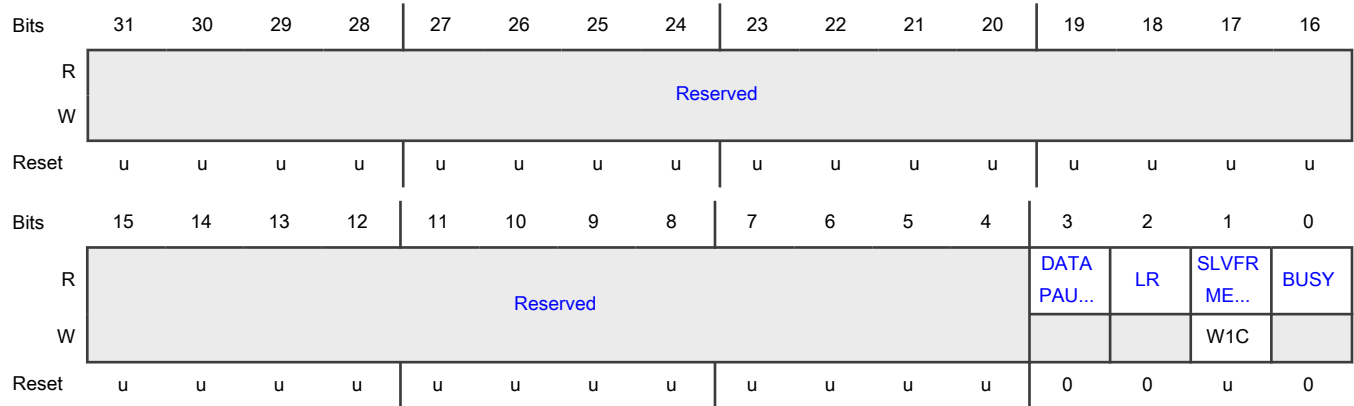 Bits 31 30 29 28 27 26 25 24 23 22 21 20 19 18 17 16
R
Reserved
W
Reset u u u u u u u u u u u u u u u u
Bits 15 14 13 12 11 10 9 8 7 6 5 4 3 2 1 0
R Reserved DATA PAU... LR SLVFR ME... BUSY
W W1C
Reset u u u u u u u u u u u u 0 0 u 0